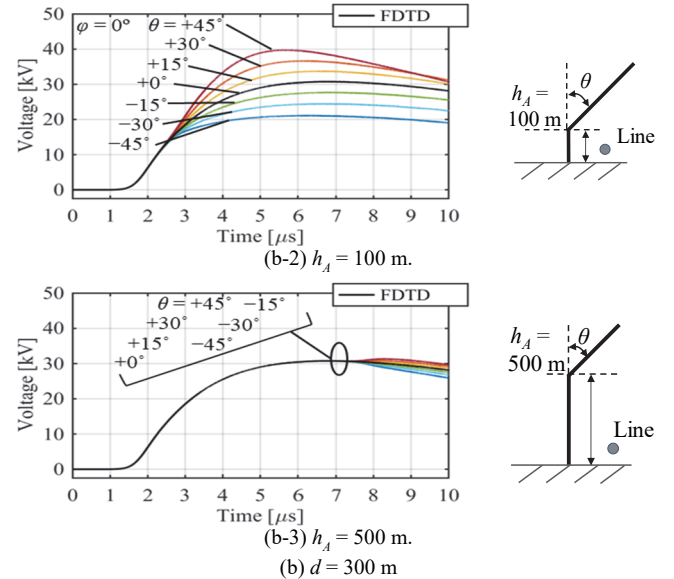 50
40
30
20
10
0
Voltage [kV]
φ = 0° θ = +45°
+30°
+15°
+0°
−15°
−30°
−45°
FDTD
0 1 2 3 4 5 6 7 8 9 10
Time [μs]
(b-2) h_A = 100 m.
h_A =
100 m
θ
Line
50
40
30
20
10
0
Voltage [kV]
θ = +45° −15°
+30° −30°
+15° −45°
+0°
FDTD
0 1 2 3 4 5 6 7 8 9 10
Time [μs]
(b-3) h_A = 500 m.
h_A =
500 m
θ
Line
(b) d = 300 m